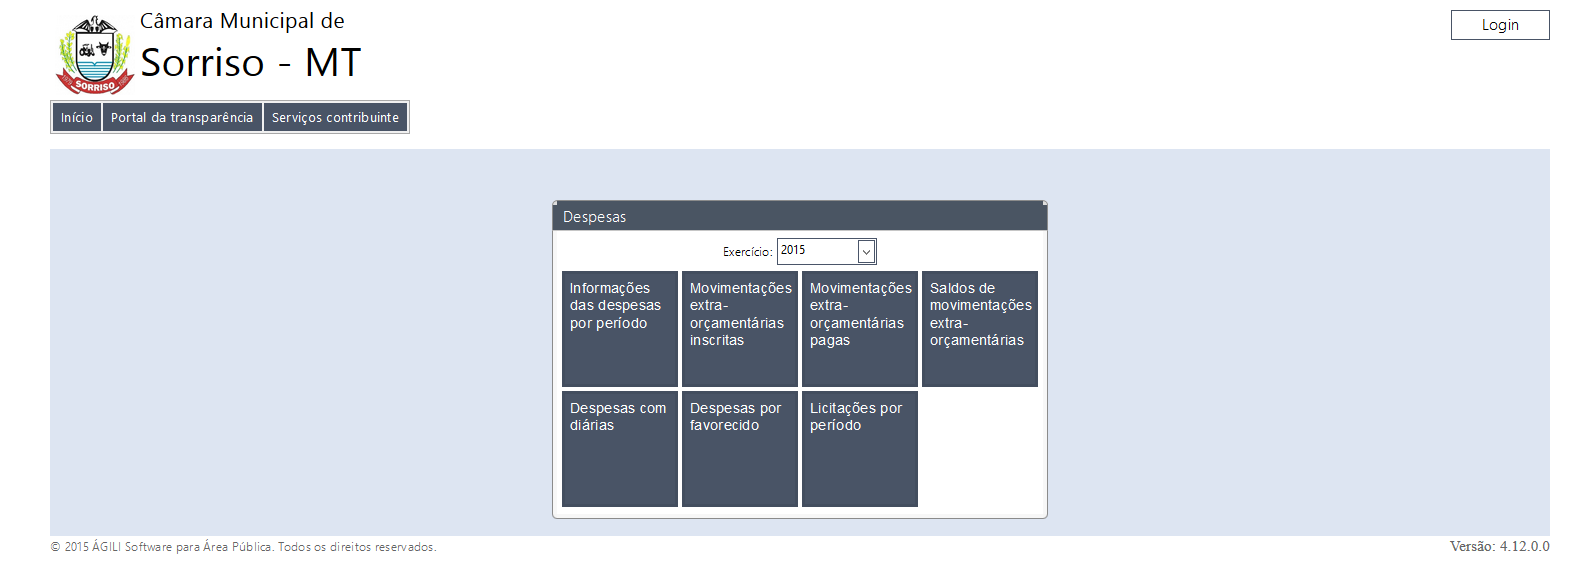 Câmara Municipal de
Sorriso - MT
Login
SORRISO
Início
Portal da transparência
Serviços contribuinte
Despesas
Exercício: 2015
Informações
das despesas
por período
Movimentações
extra-
orçamentárias
inscritas
Movimentações
extra-
orçamentárias
pagas
Saldos de
movimentações
extra-
orçamentárias
Despesas com
diárias
Despesas por
favorecido
Licitações por
período
© 2015 ÁGILI Software para Área Pública. Todos os direitos reservados.
Versão: 4.12.0.0